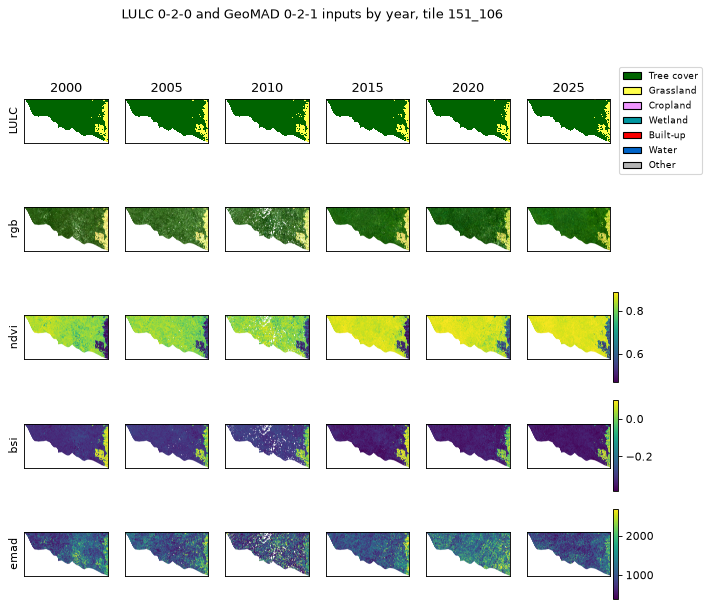 LULC 0-2-0 and GeoMAD 0-2-1 inputs by year, tile 151_106
2000 2005 2010 2015 2020 2025
LULC
Tree cover
Grassland
Cropland
Wetland
Built-up
Water
Other
rgb
ndvi
0.8
0.6
bsi
0.0
−0.2
emad
2000
1000